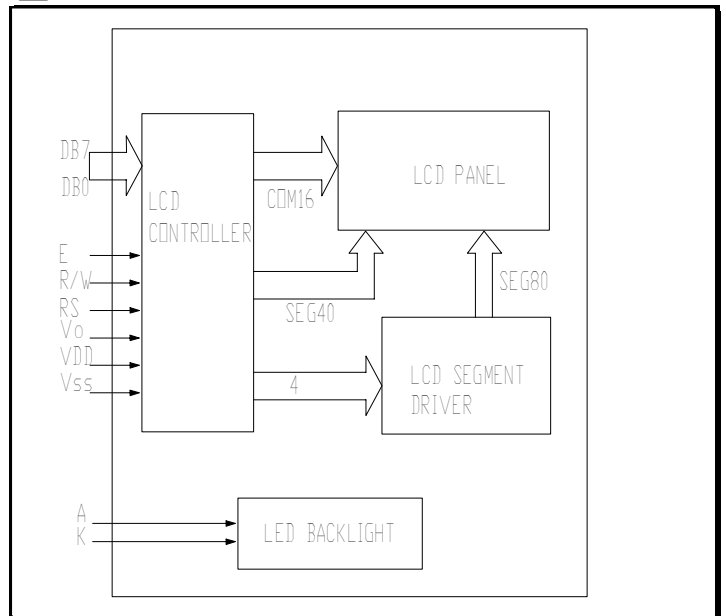 DB7
DB0
E
R/W
RS
Vo
VDD
Vss
LCD
CONTROLLER
COM16
SEG40
4
LCD PANEL
SEG80
LCD SEGMENT
DRIVER
A
K
LED BACKLIGHT